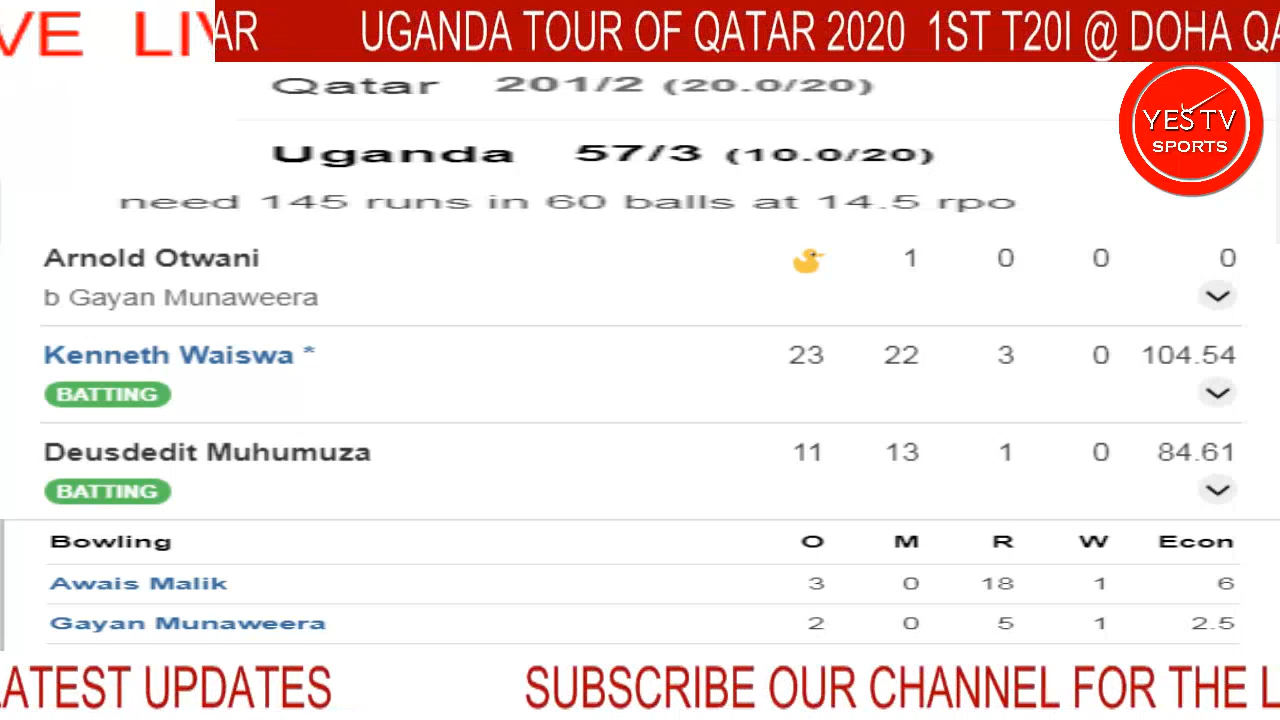 VE LIV
AR UGANDA TOUR OF QATAR 2020 1ST T20I @ DOHA QA
Qatar 201/2 (20.0/20)
YES TV
SPORTS
Uganda 57/3 (10.0/20)
need 145 runs in 60 balls at 14.5 rpo
Arnold Otwani 1 0 0 0
b Gayan Munaweera
Kenneth Waiswa * 23 22 3 0 104.54
BATTING
Deusdedit Muhumuza 11 13 1 0 84.61
BATTING
Bowling O M R W Econ
Awais Malik 3 0 18 1 6
Gayan Munaweera 2 0 5 1 2.5
ATEST UPDATES SUBSCRIBE OUR CHANNEL FOR THE L